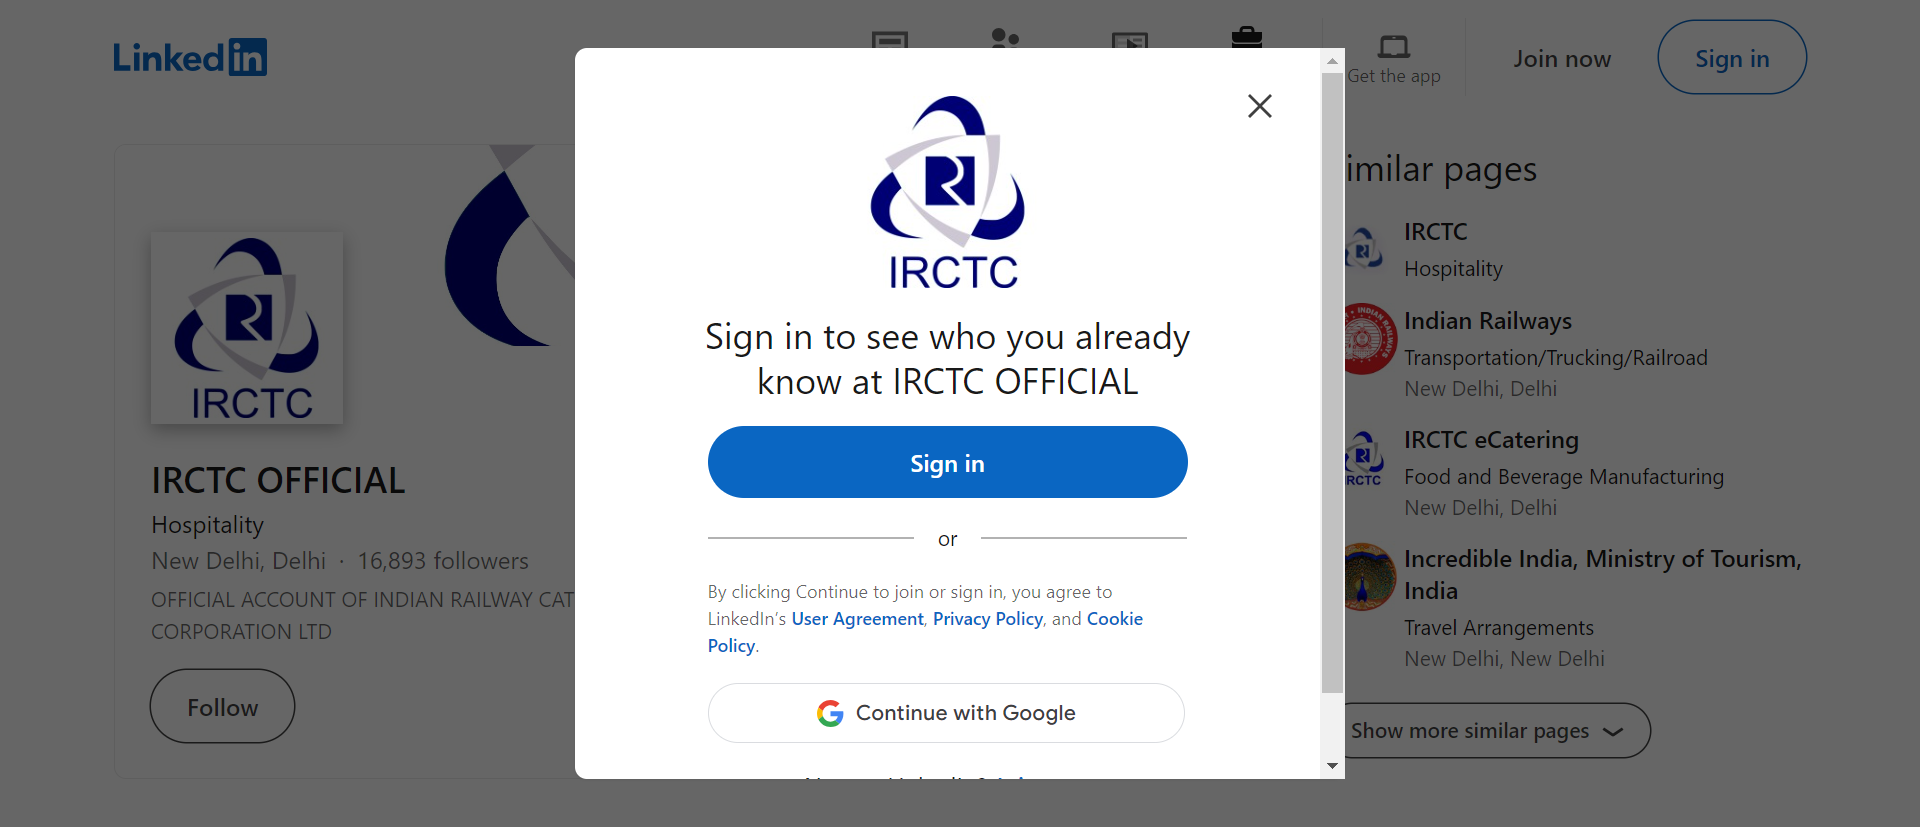 LinkedIn
Get the app
Join now
Sign in
IRCTC
IRCTC OFFICIAL
Hospitality
New Delhi, Delhi · 16,893 followers
OFFICIAL ACCOUNT OF INDIAN RAILWAY CAT
CORPORATION LTD
Follow
IRCTC
Sign in to see who you already
know at IRCTC OFFICIAL
Sign in
or
By clicking Continue to join or sign in, you agree to
LinkedIn’s User Agreement, Privacy Policy, and Cookie
Policy.
Continue with Google
imilar pages
IRCTC
Hospitality
INDIAN RAILWAYS
Indian Railways
Transportation/Trucking/Railroad
New Delhi, Delhi
IRCTC
IRCTC eCatering
Food and Beverage Manufacturing
New Delhi, Delhi
Incredible India, Ministry of Tourism,
India
Travel Arrangements
New Delhi, New Delhi
Show more similar pages